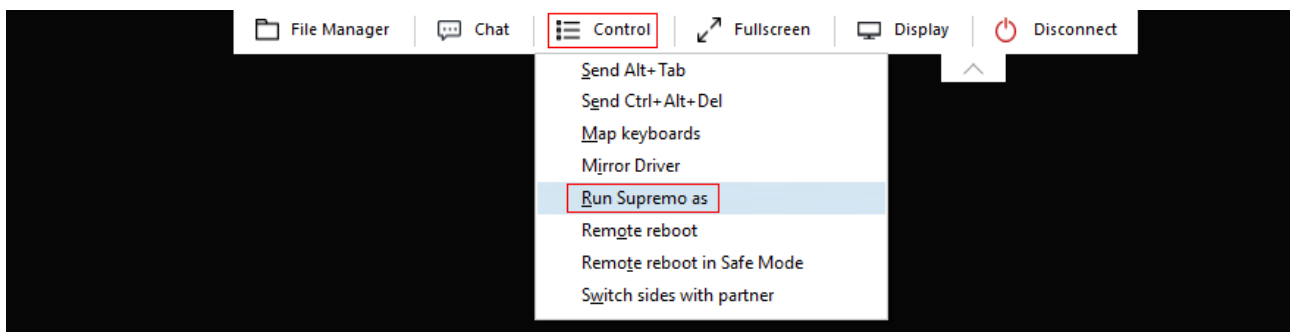 File Manager Chat Control Fullscreen Display Disconnect
Send Alt+Tab
Send Ctrl+Alt+Del
Map keyboards
Mirror Driver
Run Supremo as
Remote reboot
Remote reboot in Safe Mode
Switch sides with partner